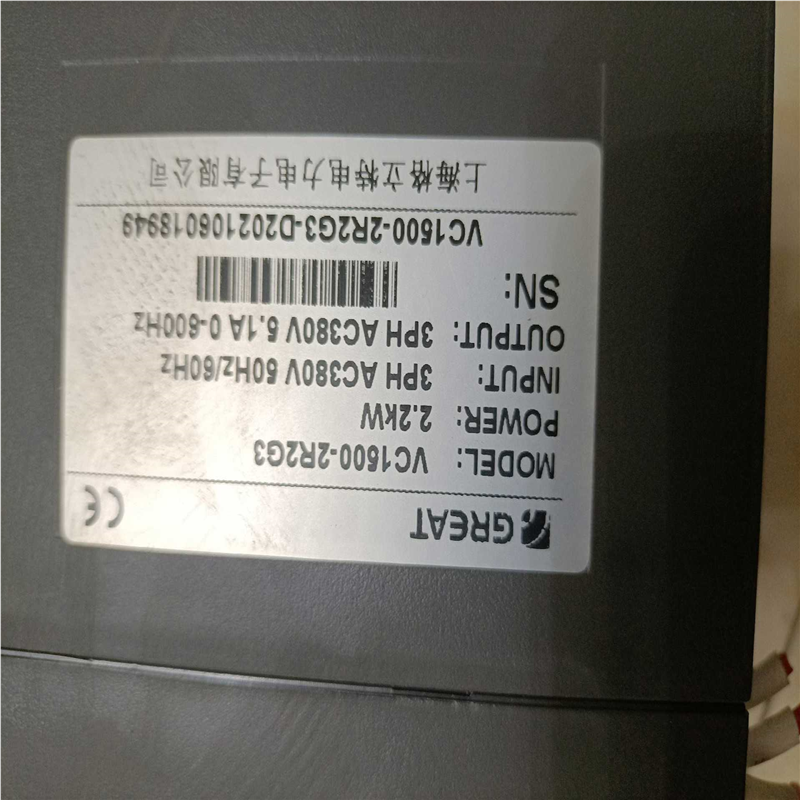 GREAT
CE
MODEL: VC1500-2R2G3
POWER: 2.2kW
INPUT: 3PH AC380V 50Hz/60Hz
OUTPUT: 3PH AC380V 5.1A 0-600Hz
SN:
VC1500-2R2G3-D202106018949
上海格立特电力电子有限公司